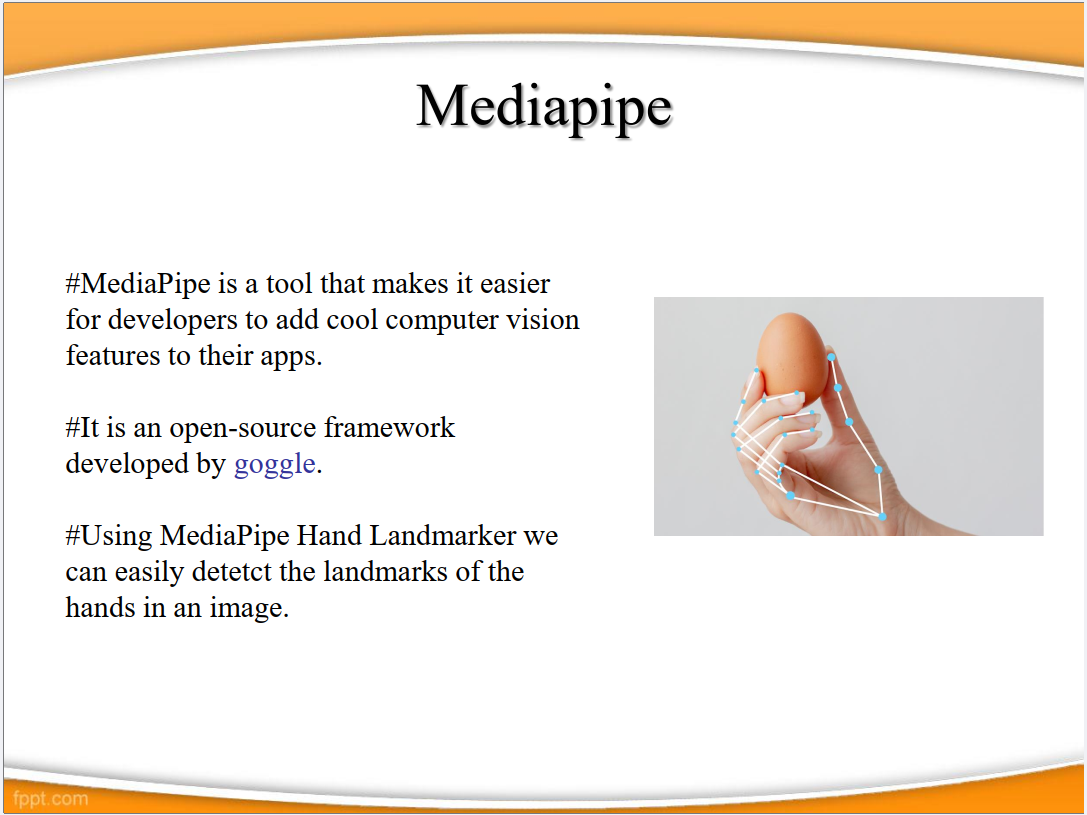 Mediapipe
#MediaPipe is a tool that makes it easier
for developers to add cool computer vision
features to their apps.
#It is an open-source framework
developed by goggle.
#Using MediaPipe Hand Landmarker we
can easily detetct the landmarks of the
hands in an image.
fppt.com